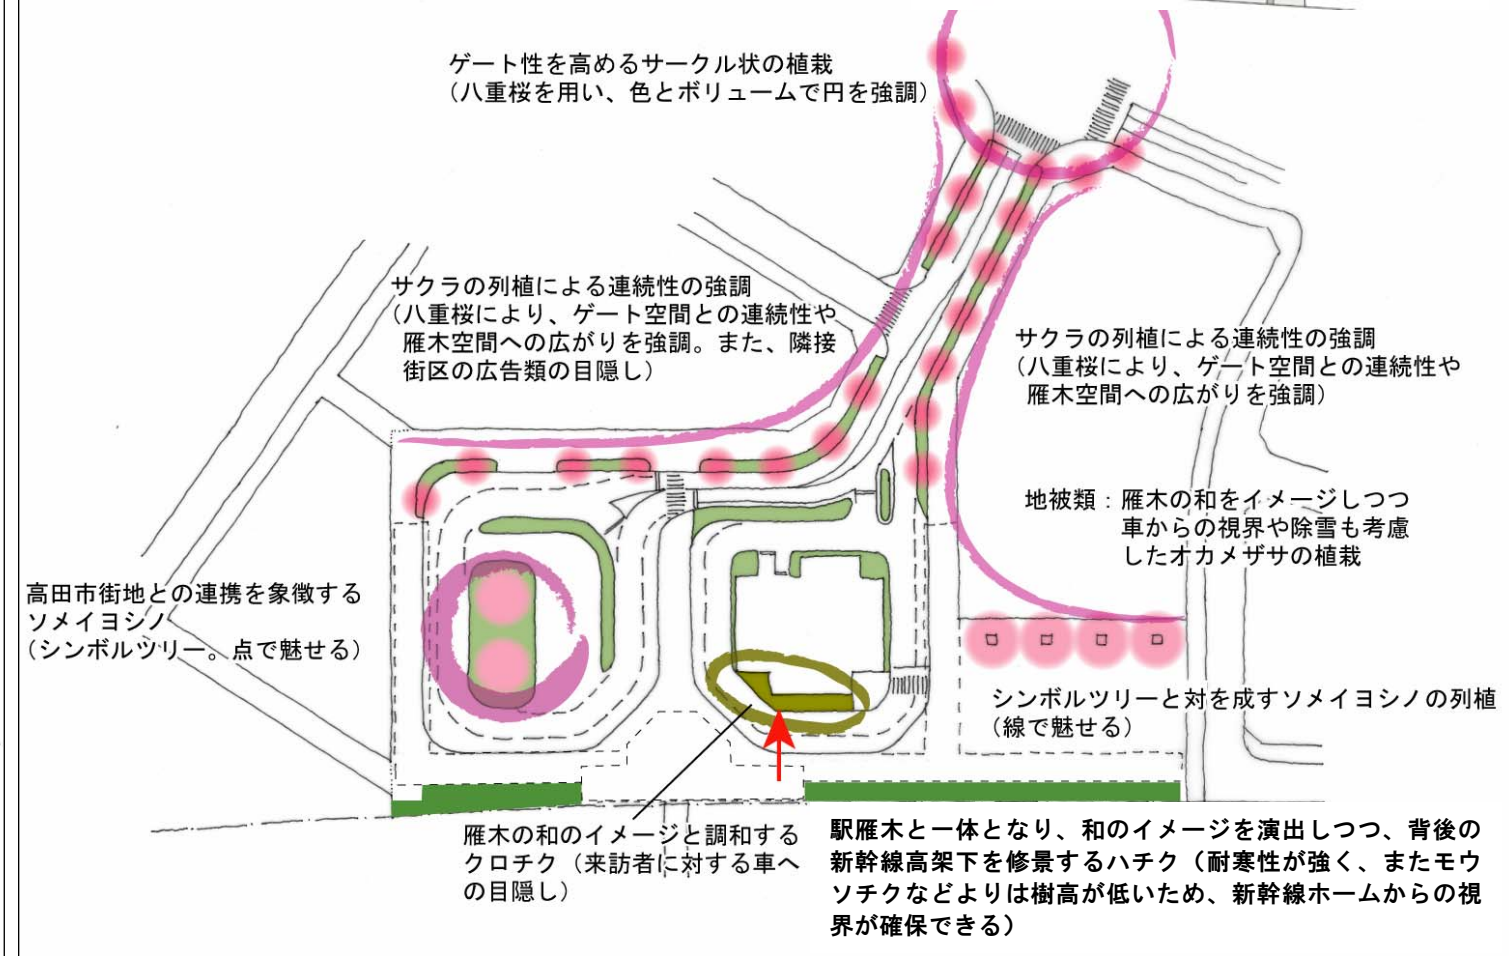 ゲート性を高めるサークル状の植栽
（八重桜を用い、色とボリュームで円を強調）
サクラの列植による連続性の強調
（八重桜により、ゲート空間との連続性や
雁木空間への広がりを強調。また、隣接
街区の広告類の目隠し）
サクラの列植による連続性の強調
（八重桜により、ゲート空間との連続性や
雁木空間への広がりを強調）
地被類：雁木の和をイメージしつつ
車からの視界や除雪も考慮
したオカメザサの植栽
高田市街地との連携を象徴する
ソメイヨシノ
（シンボルツリー。点で魅せる）
シンボルツリーと対を成すソメイヨシノの列植
（線で魅せる）
雁木の和のイメージと調和する
クロチク（来訪者に対する車へ
の目隠し）
駅雁木と一体となり、和のイメージを演出しつつ、背後の
新幹線高架下を修景するハチク（耐寒性が強く、またモウ
ソチクなどよりは樹高が低いため、新幹線ホームからの視
界が確保できる）